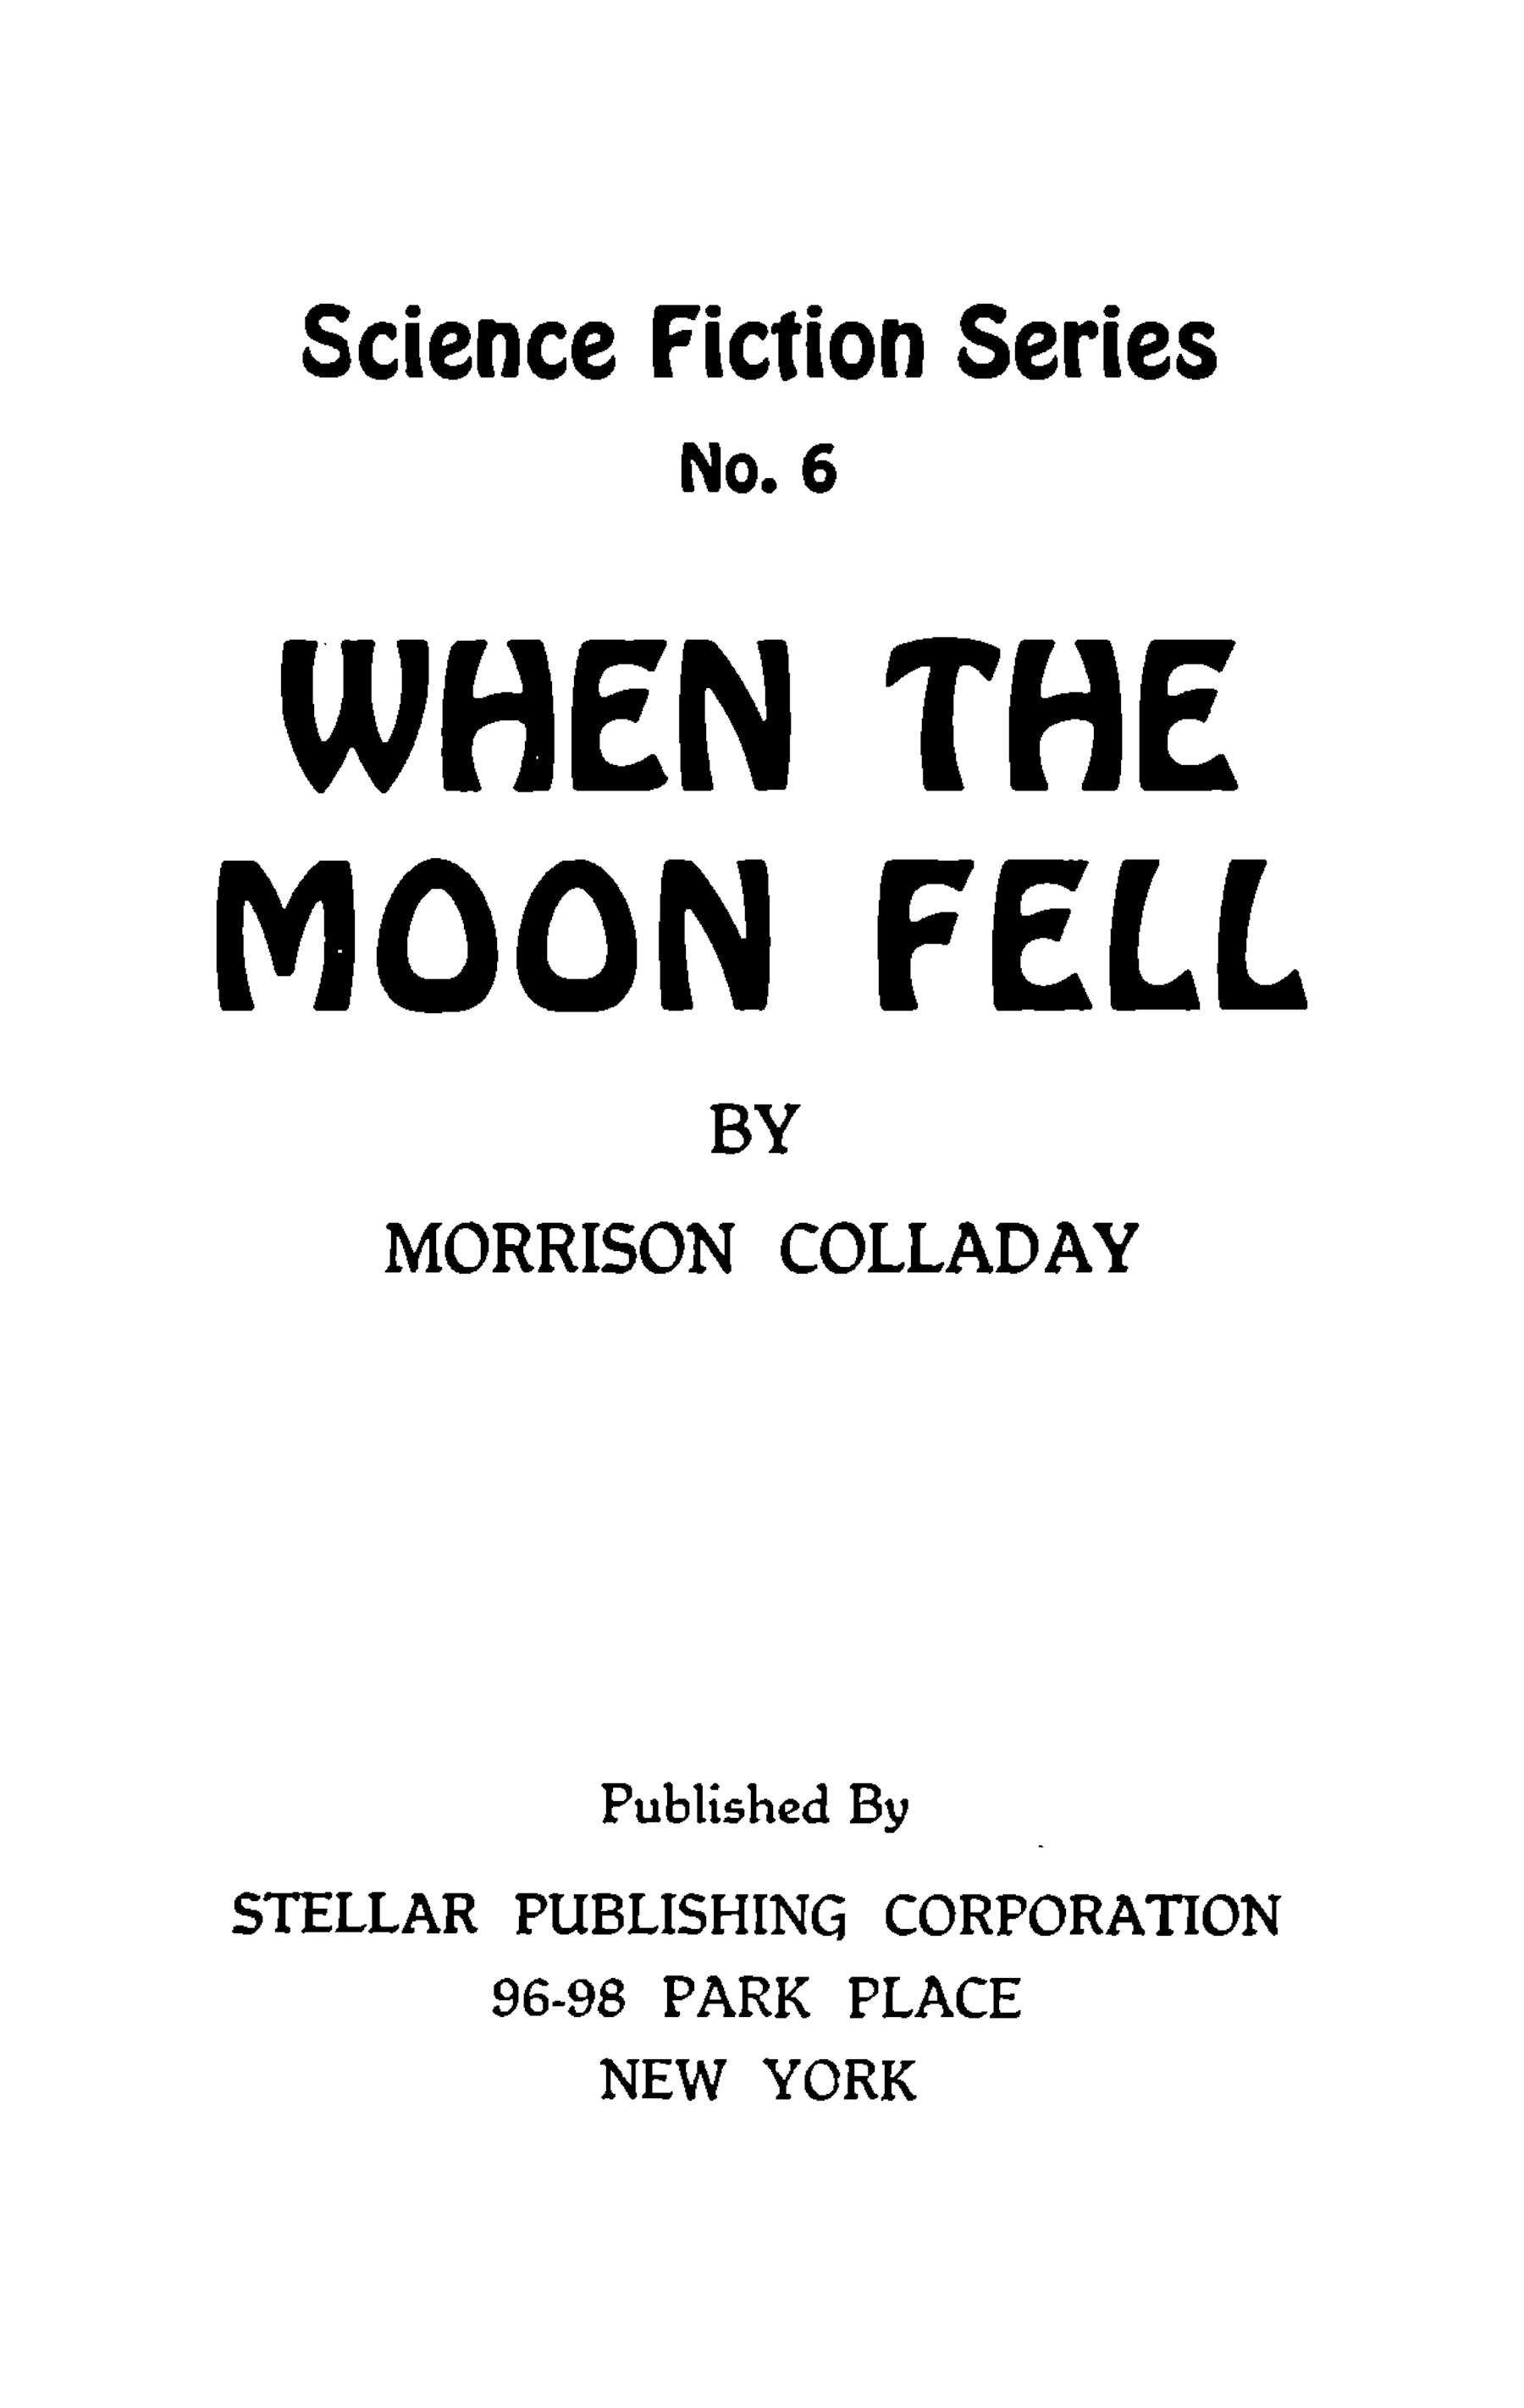 Science Fiction Series
No. 6
WHEN THE
MOON FELL
BY
MORRISON COLLADAY
Published By
STELLAR PUBLISHING CORPORATION
96-98 PARK PLACE
NEW YORK